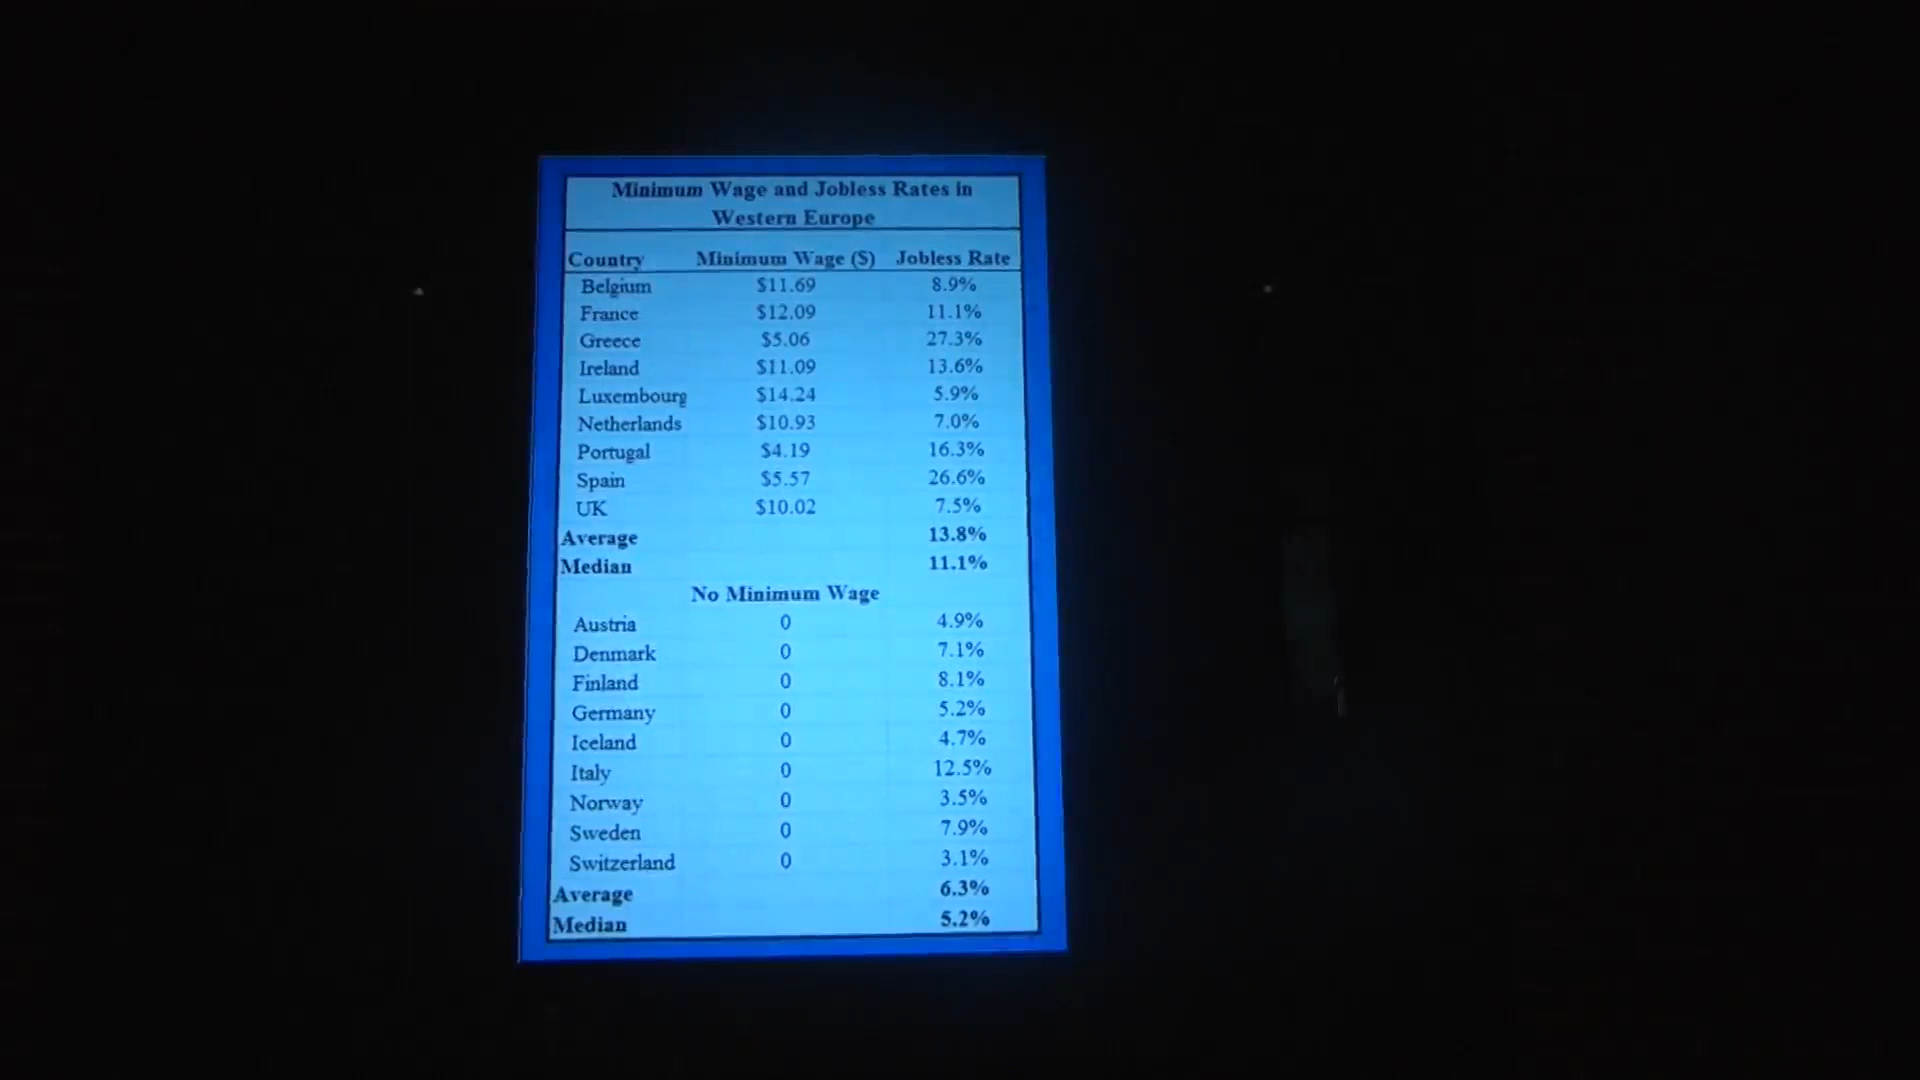 Minimum Wage and Jobless Rates in
Western Europe
Country Minimum Wage ($) Jobless Rate
Belgium $11.69 8.9%
France $12.09 11.1%
Greece $5.06 27.3%
Ireland $11.09 13.6%
Luxembourg $14.24 5.9%
Netherlands $10.93 7.0%
Portugal $4.19 16.3%
Spain $5.57 26.6%
UK $10.02 7.5%
Average 13.8%
Median 11.1%
No Minimum Wage
Austria 0 4.9%
Denmark 0 7.1%
Finland 0 8.1%
Germany 0 5.2%
Iceland 0 4.7%
Italy 0 12.5%
Norway 0 3.5%
Sweden 0 7.9%
Switzerland 0 3.1%
Average 6.3%
Median 5.2%